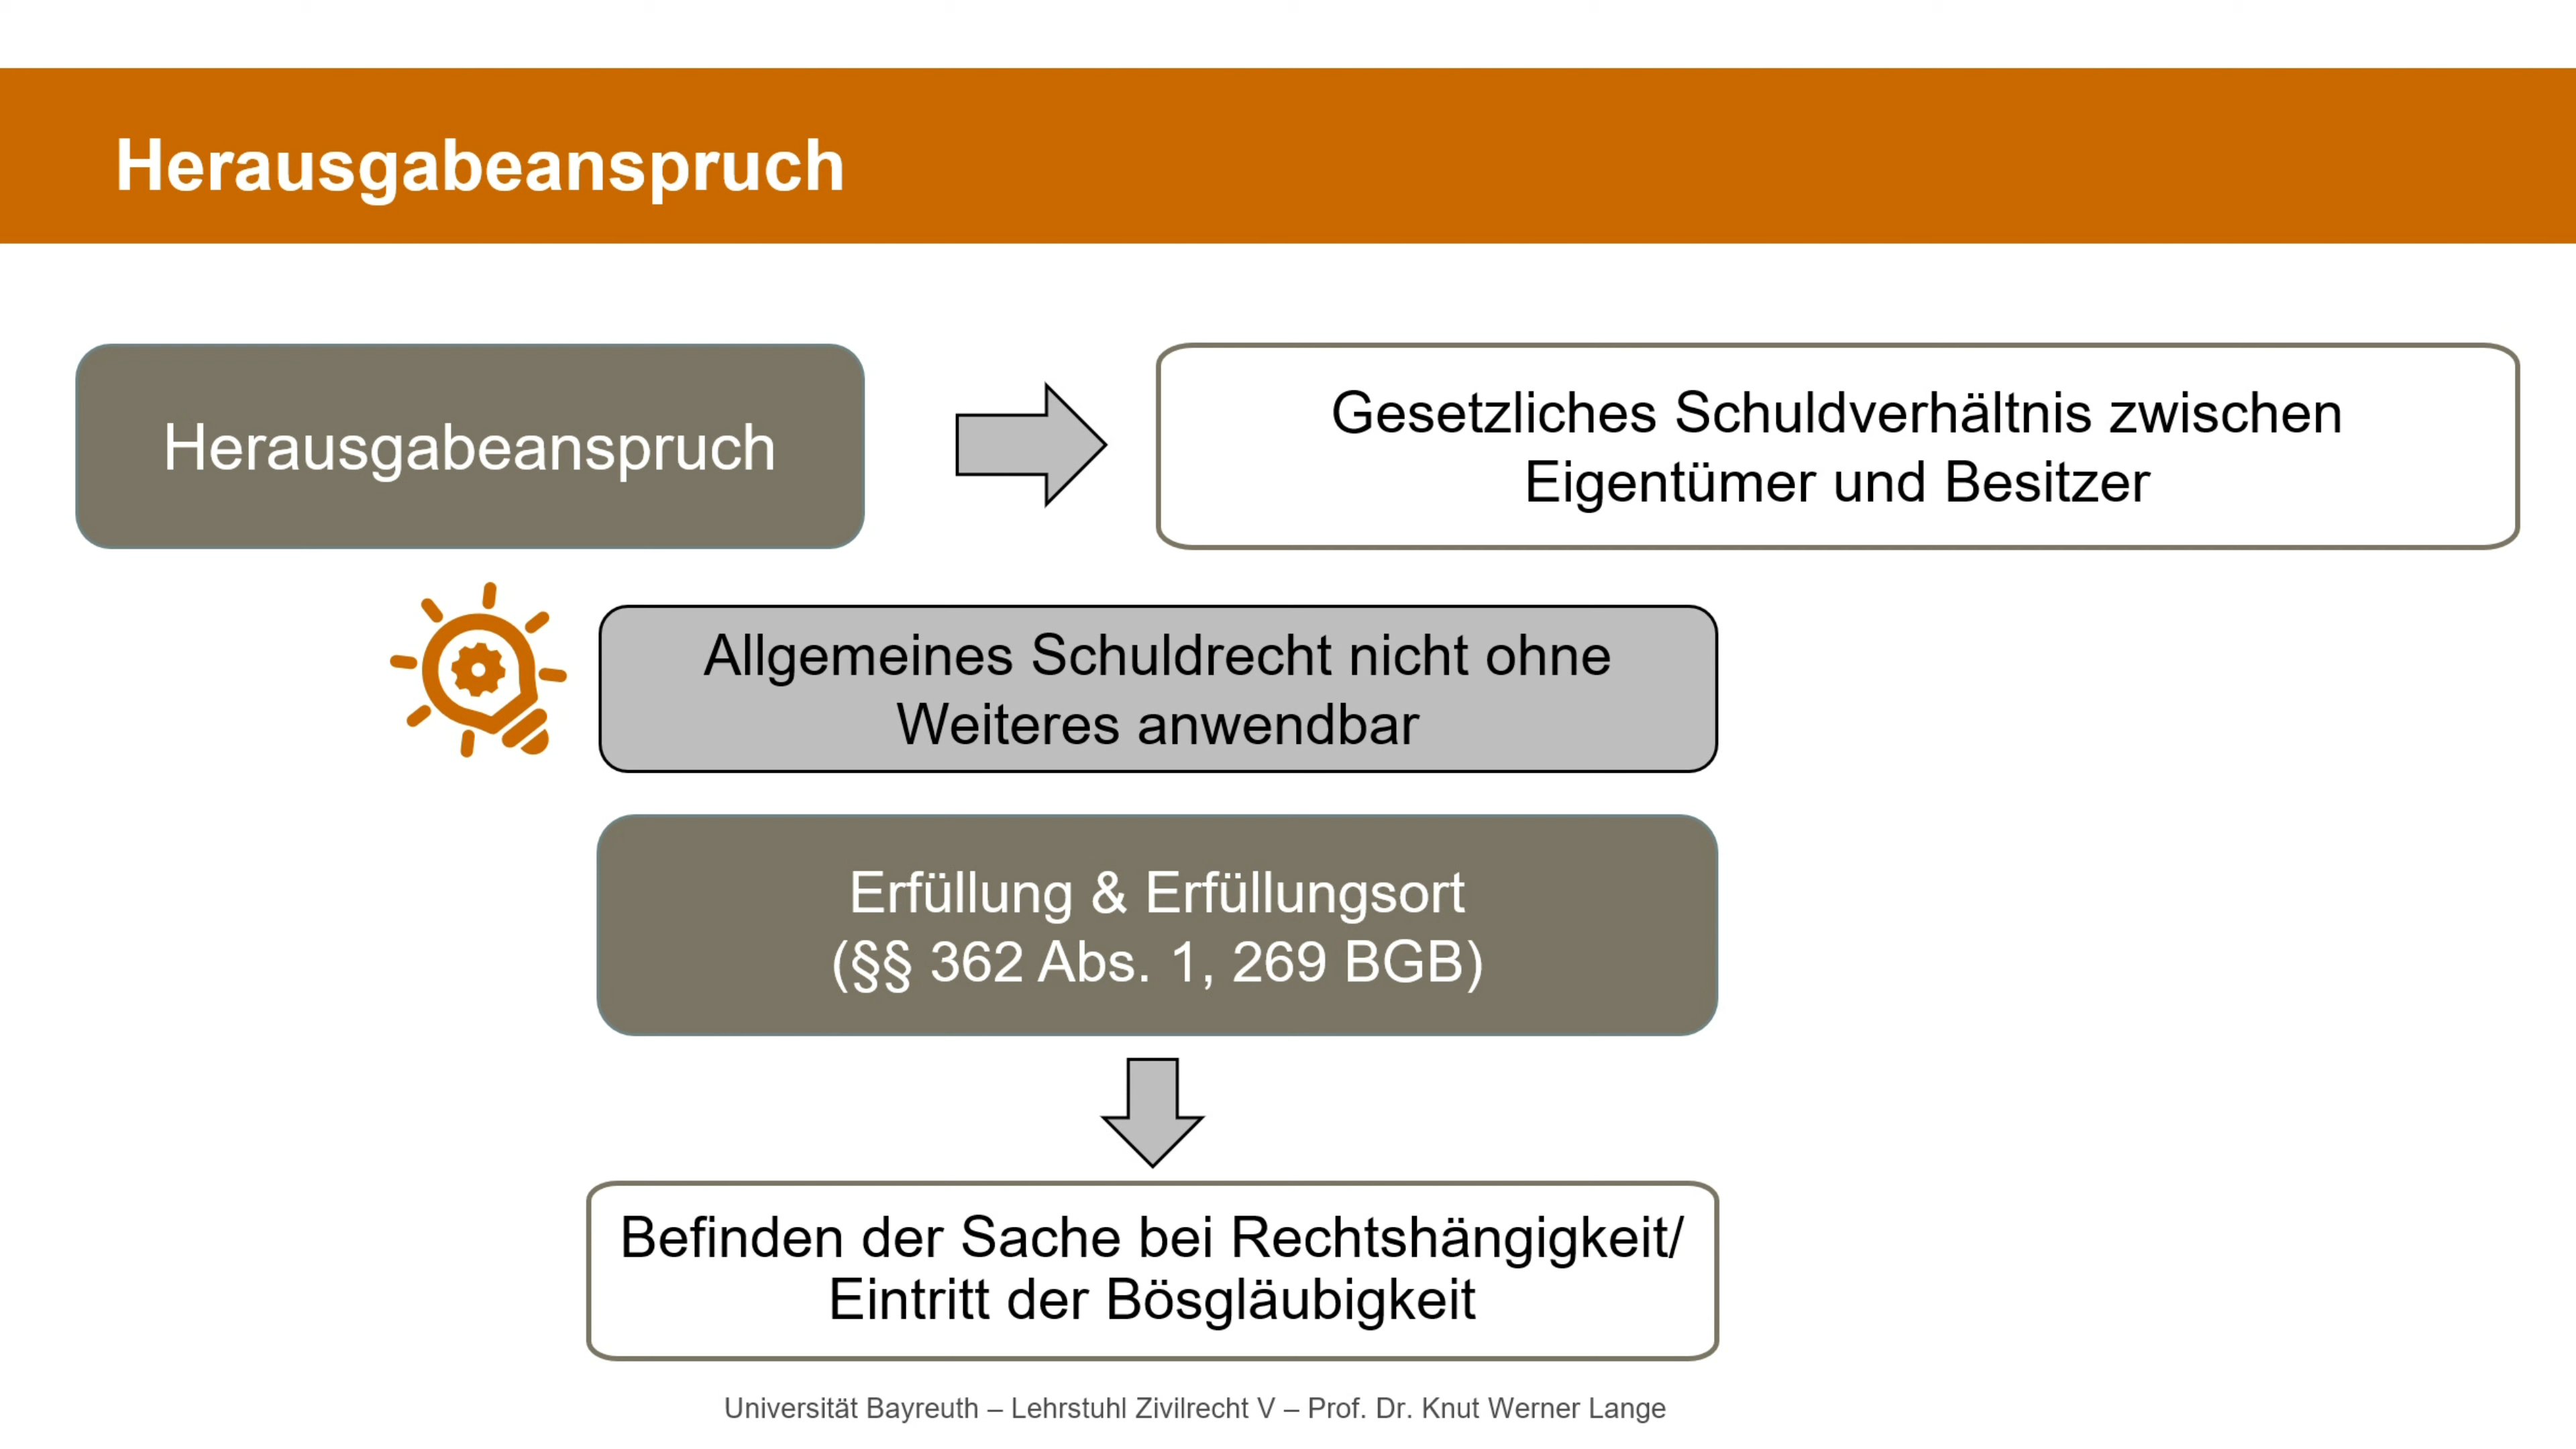 Herausgabeanspruch
Herausgabeanspruch
Gesetzliches Schuldverhältnis zwischen
Eigentümer und Besitzer
Allgemeines Schuldrecht nicht ohne
Weiteres anwendbar
Erfüllung & Erfüllungsort
(§§ 362 Abs. 1, 269 BGB)
Befinden der Sache bei Rechtshängigkeit/
Eintritt der Bösgläubigkeit
Universität Bayreuth – Lehrstuhl Zivilrecht V – Prof. Dr. Knut Werner Lange